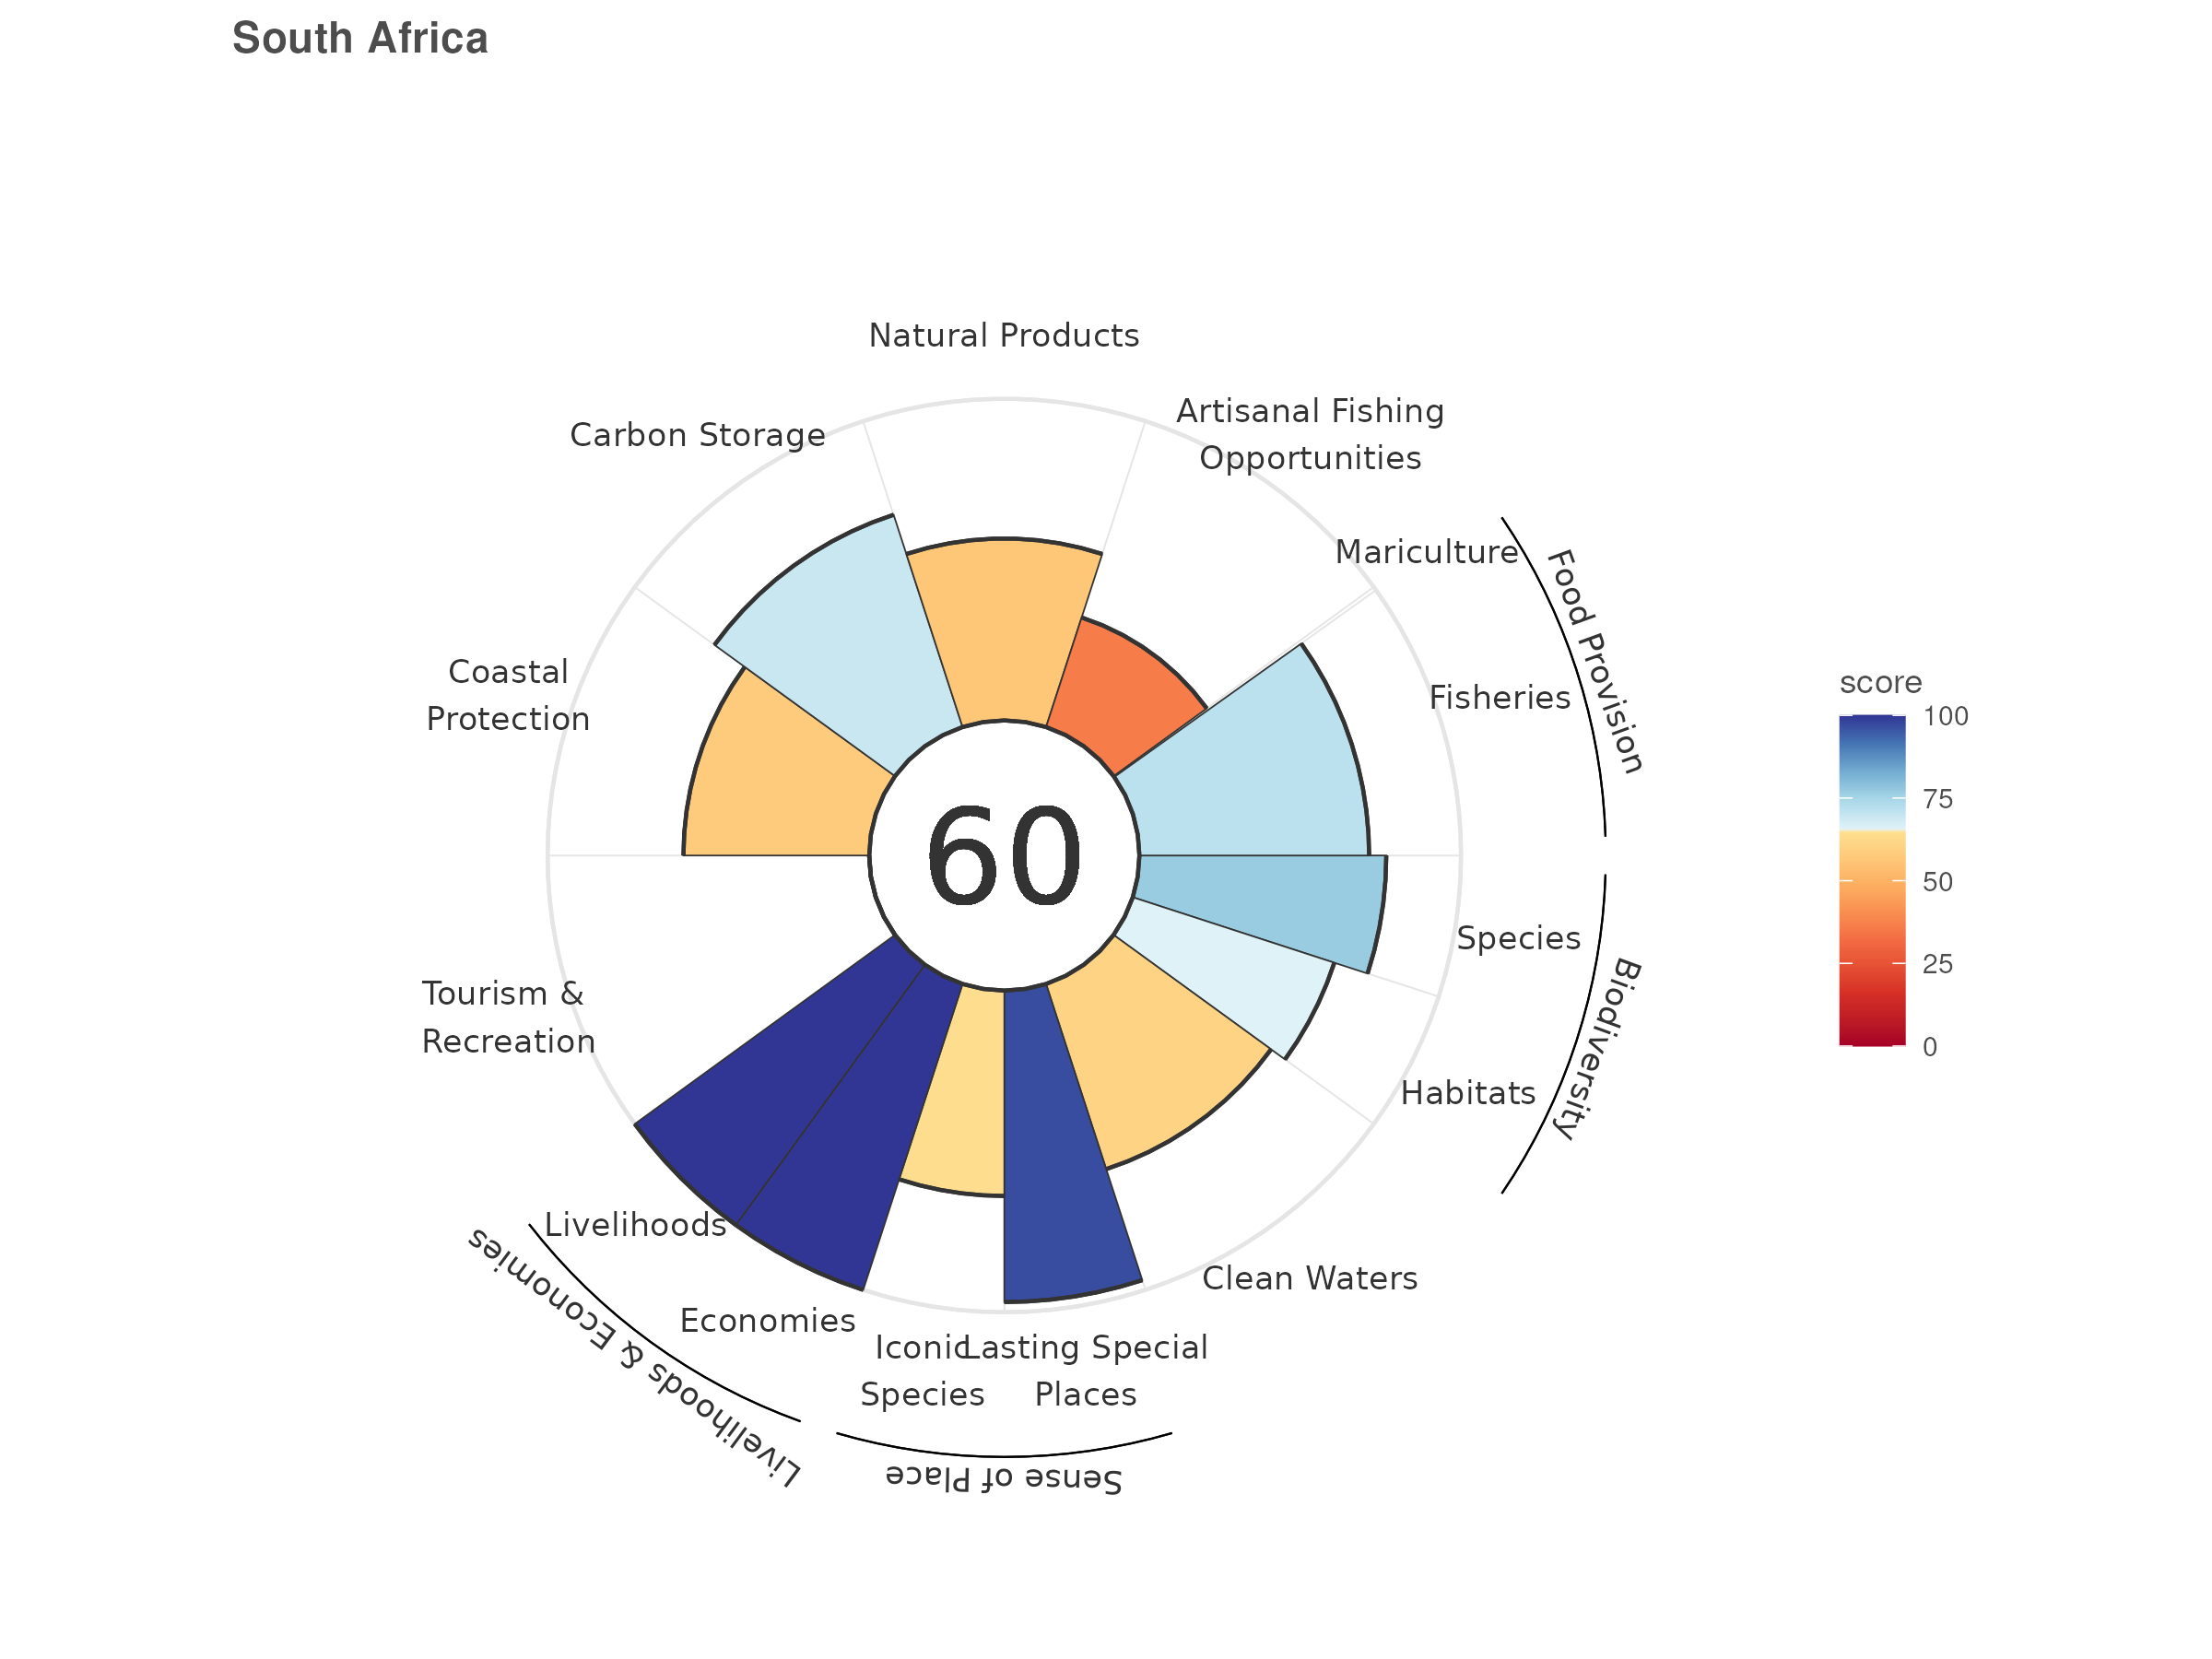 South Africa
Natural Products
Artisanal Fishing
Opportunities
Carbon Storage
Mariculture
Food Provision
Coastal
Protection
Fisheries
score
100
75
50
25
0
60
Species
Biodiversity
Tourism &
Recreation
Habitats
Livelihoods
Clean Waters
Economies
Livelihoods & Economies
Iconic
Species
Lasting Special
Places
Sense of Place